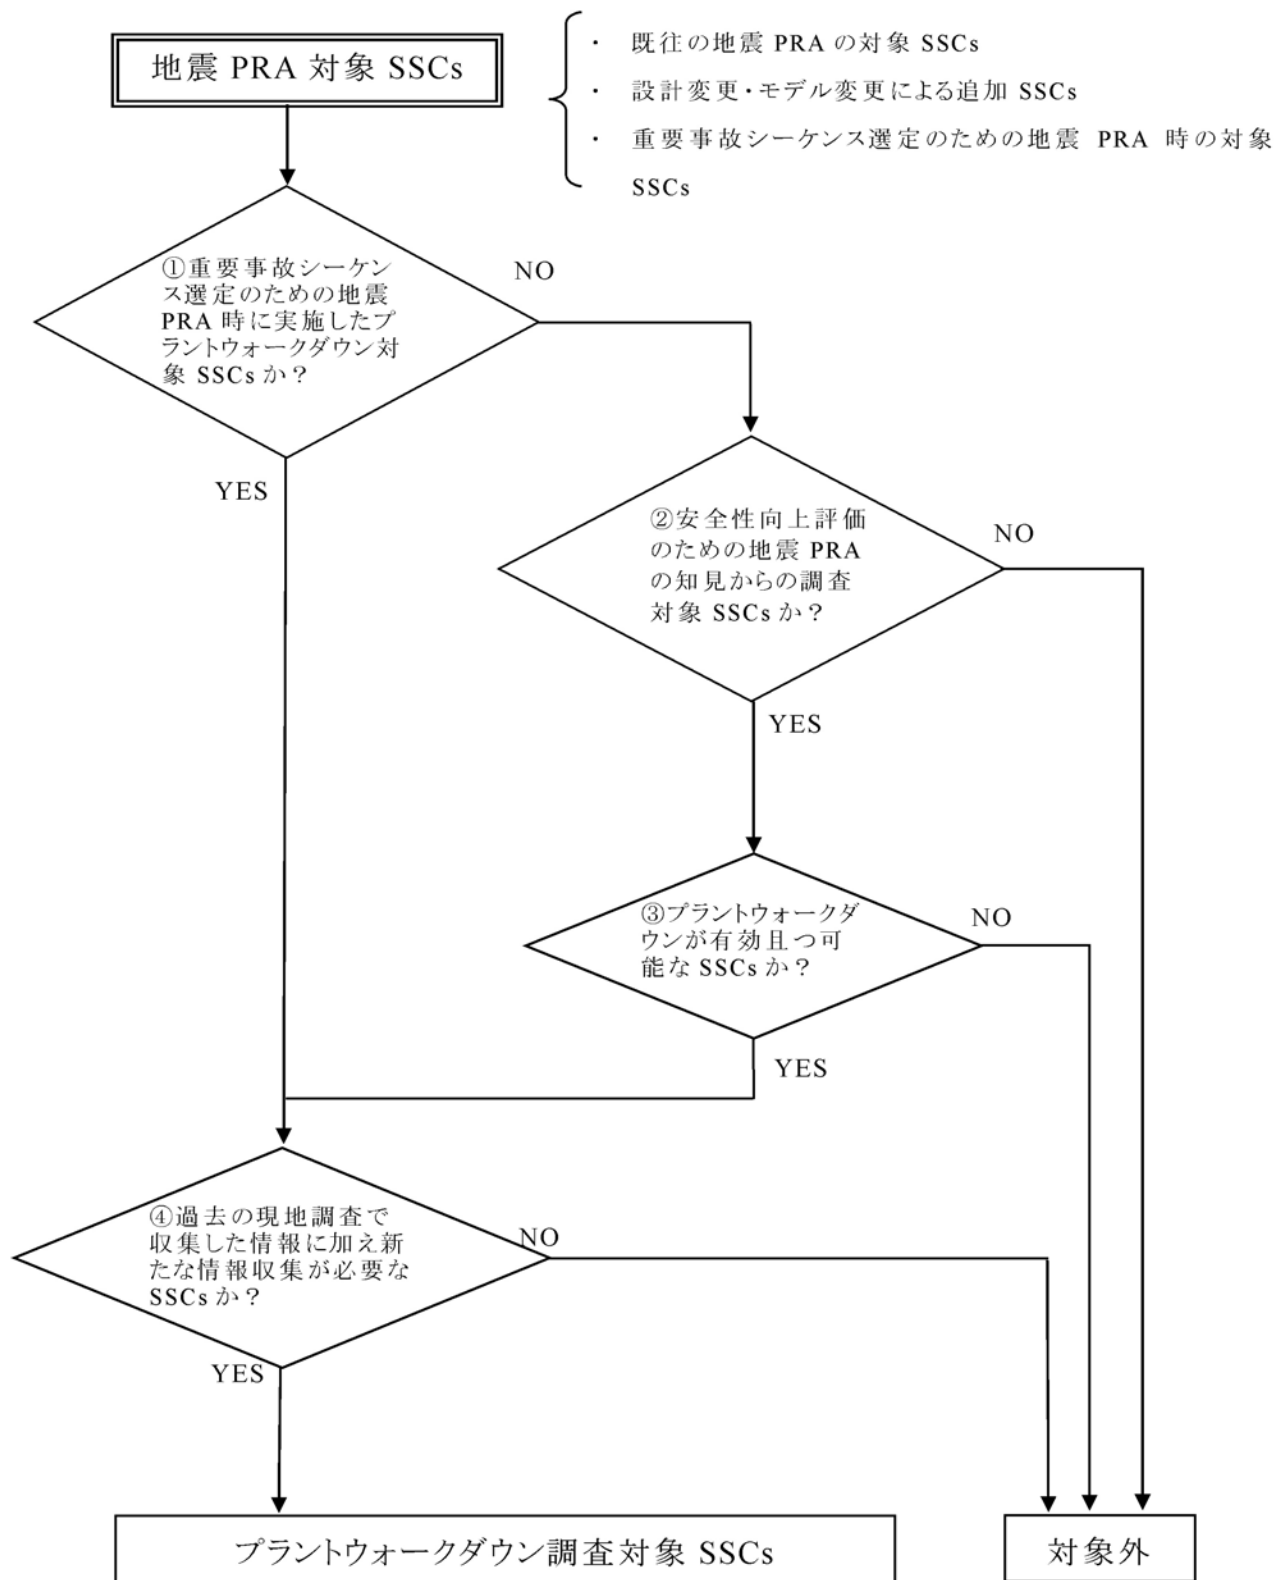 地震 PRA 対象 SSCs
・ 既往の地震 PRA の対象 SSCs
・ 設計変更・モデル変更による追加 SSCs
・ 重要事故シーケンス選定のための地震 PRA 時の対象
SSCs
①重要事故シーケン
ス選定のための地震
PRA 時に実施したプ
ラントウォークダウン対
象 SSCs か？
NO
YES
②安全性向上評価
のための地震 PRA
の知見からの調査
対象 SSCs か？
NO
YES
③プラントウォークダ
ウンが有効且つ可
能な SSCs か？
NO
YES
④過去の現地調査で
収集した情報に加え新
たな情報収集が必要な
SSCs か？
NO
YES
プラントウォークダウン調査対象 SSCs
対象外